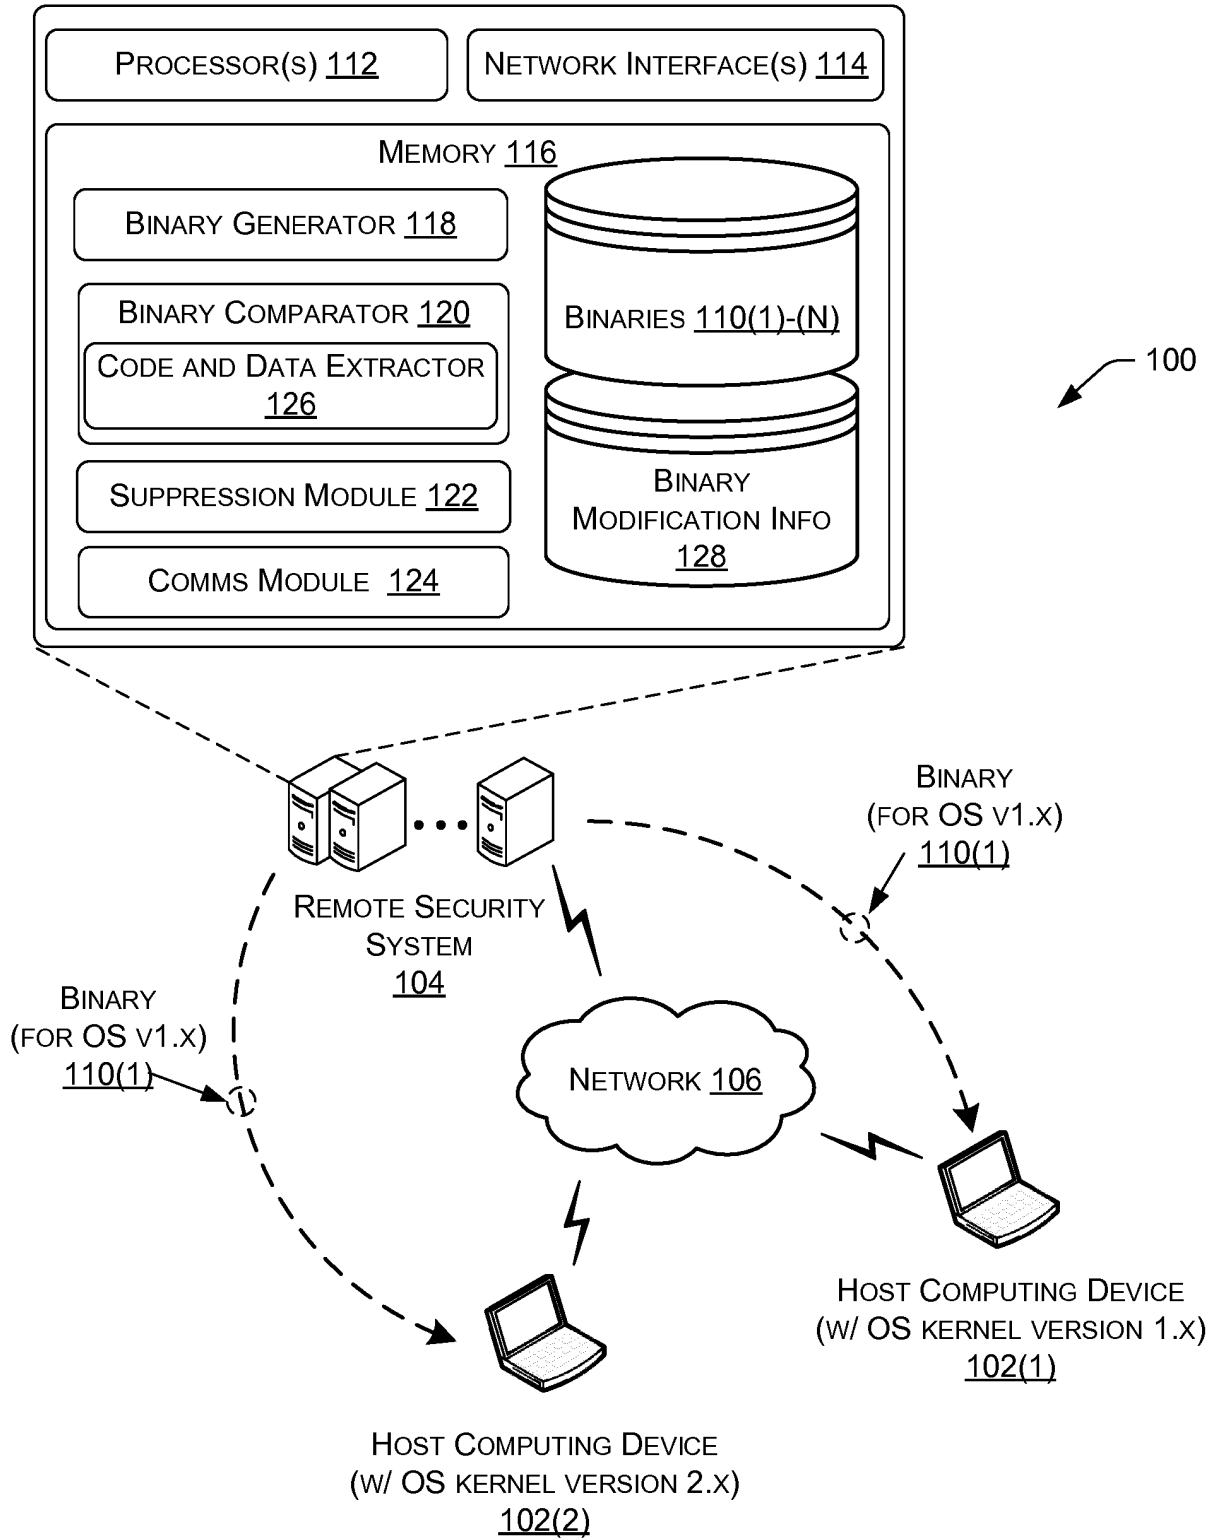 PROCESSOR(S) 112
NETWORK INTERFACE(S) 114
MEMORY 116
BINARY GENERATOR 118
BINARY COMPARATOR 120
CODE AND DATA EXTRACTOR
126
SUPPRESSION MODULE 122
COMMS MODULE 124
BINARIES 110(1)-(N)
BINARY
MODIFICATION INFO
128
100
BINARY
(FOR OS V1.X)
110(1)
REMOTE SECURITY
SYSTEM
104
BINARY
(FOR OS V1.X)
110(1)
NETWORK 106
HOST COMPUTING DEVICE
(W/ OS KERNEL VERSION 1.X)
102(1)
HOST COMPUTING DEVICE
(W/ OS KERNEL VERSION 2.X)
102(2)